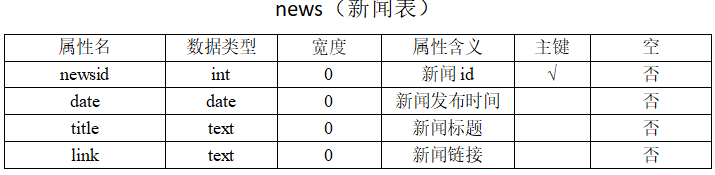 news（新闻表）
属性名 数据类型 宽度 属性含义 主键 空
newsid int 0 新闻 id √ 否
date date 0 新闻发布时间 否
title text 0 新闻标题 否
link text 0 新闻链接 否